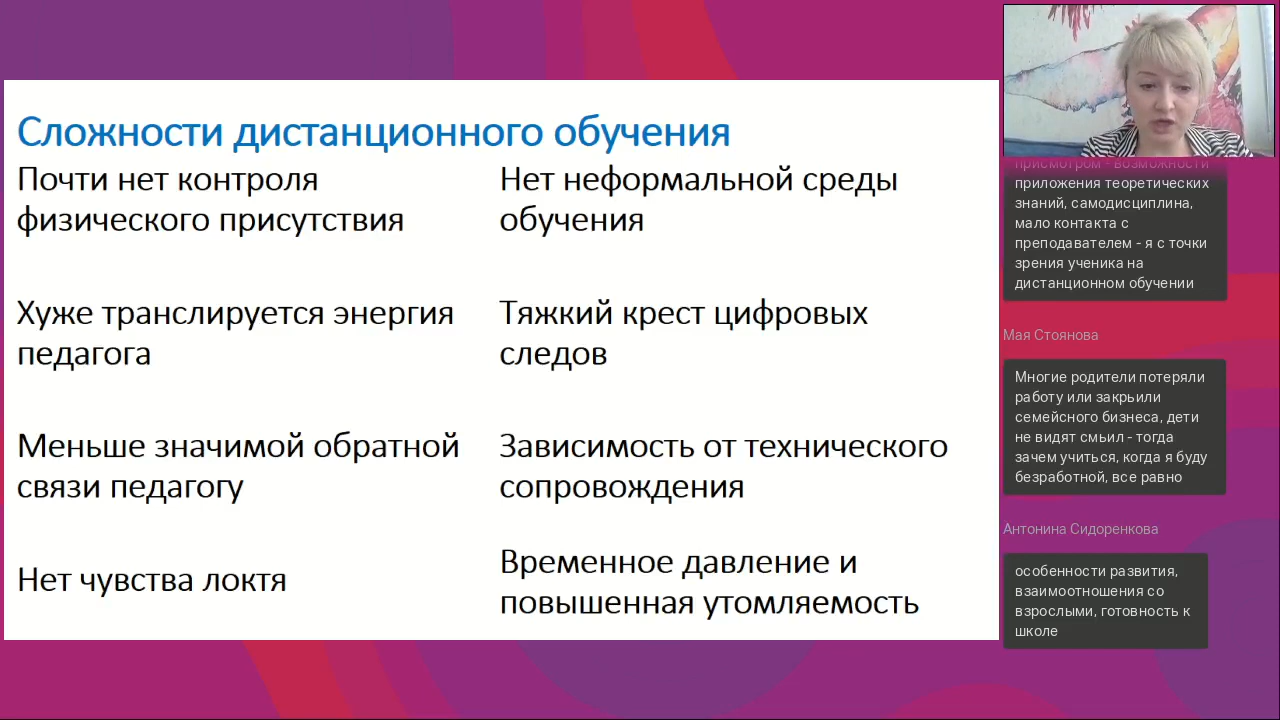 Сложности дистанционного обучения
Почти нет контроля
физического присутствия
Хуже транслируется энергия
педагога
Меньше значимой обратной
связи педагогу
Нет чувства локтя
Нет неформальной среды
обучения
Тяжкий крест цифровых
следов
Зависимость от технического
сопровождения
Временное давление и
повышенная утомляемость
присмотром - возможности
приложения теоретических
знаний, самодисциплина,
мало контакта с
преподавателем - я с точки
зрения ученика на
дистанционном обучении
Мая Стоянова
Многие родители потеряли
работу или закрьили
семейского бизнеса, дети
не видят смьил - тогда
зачем учиться, когда я буду
безработной, все равно
Антонина Сидоренкова
особенности развития,
взаимоотношения со
взрослыми, готовность к
школе